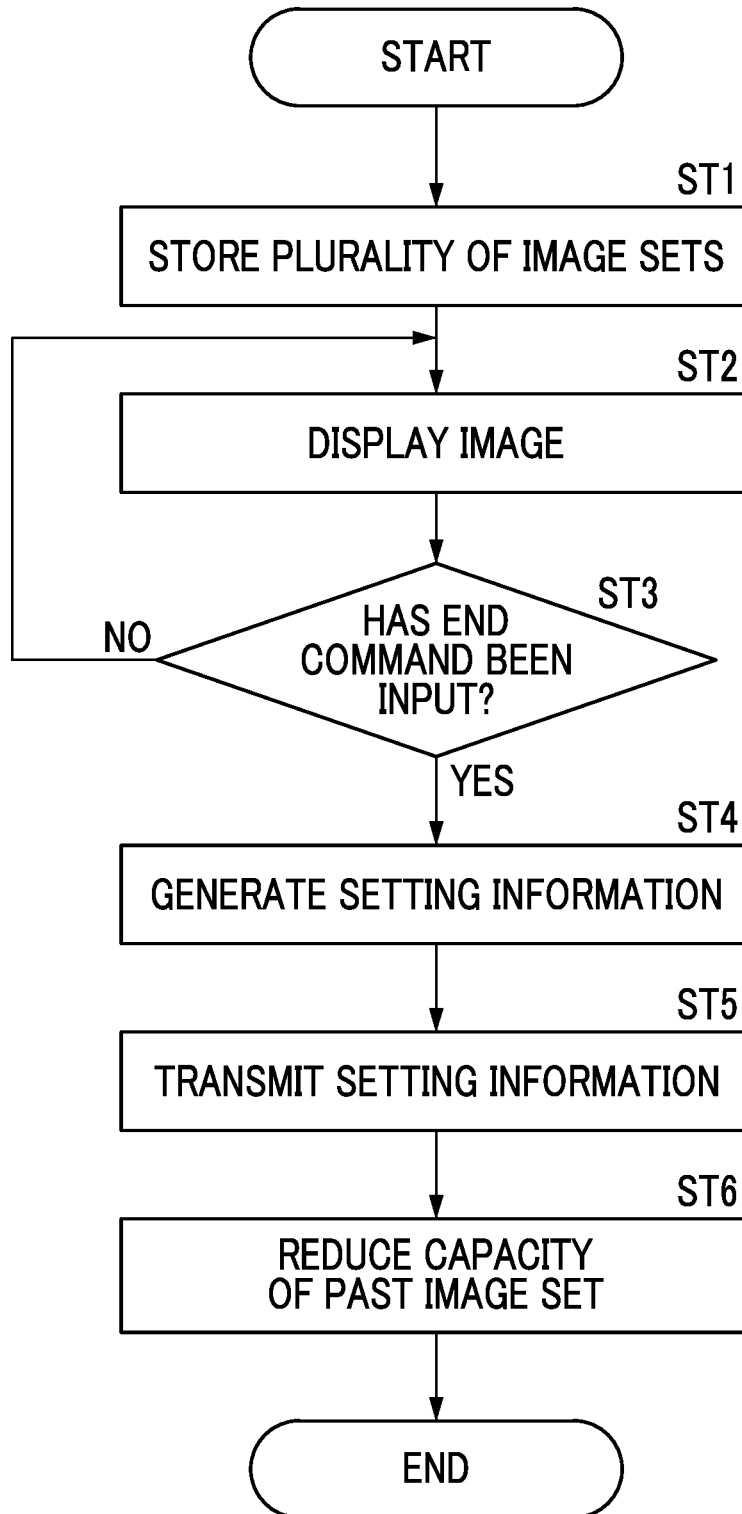 START
ST1
STORE PLURALITY OF IMAGE SETS
ST2
DISPLAY IMAGE
ST3
HAS END
COMMAND BEEN
INPUT?
NO
YES
ST4
GENERATE SETTING INFORMATION
ST5
TRANSMIT SETTING INFORMATION
ST6
REDUCE CAPACITY
OF PAST IMAGE SET
END